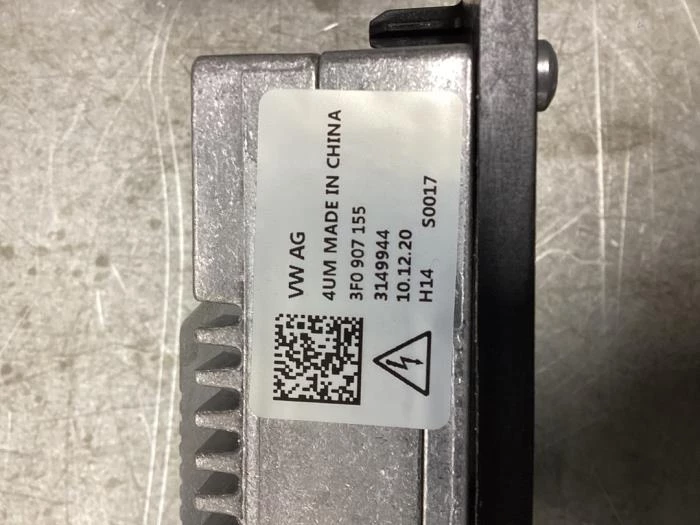 VW AG
4UM MADE IN CHINA
3F0 907 155
3149944
10.12.20
H14 S0017